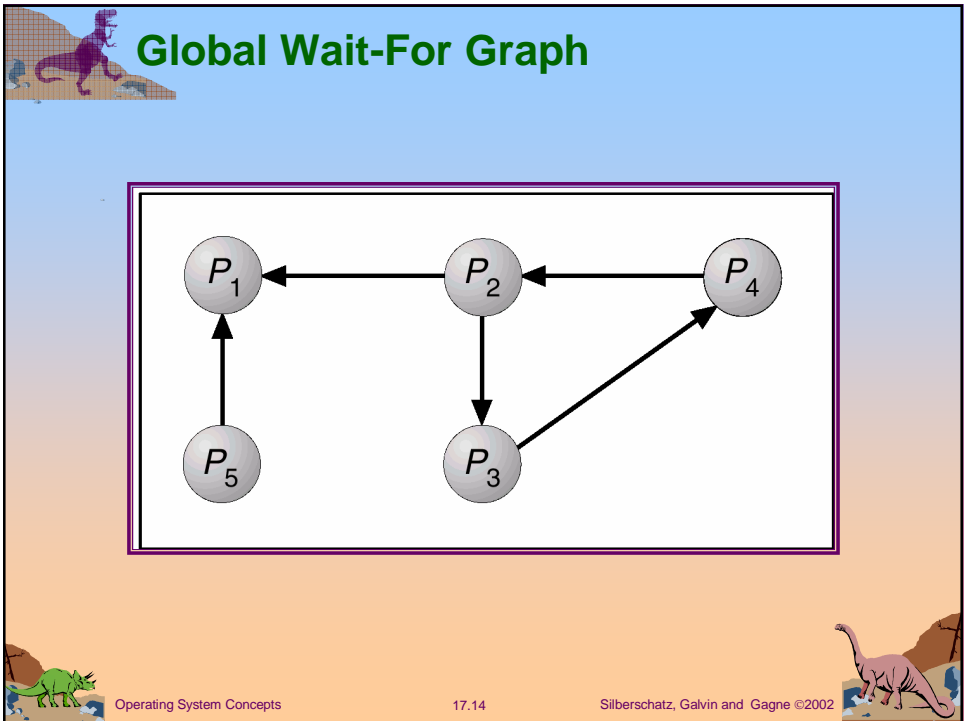 Global Wait-For Graph
P1 P2 P4
P5 P3
Operating System Concepts 17.14 Silberschatz, Galvin and Gagne ©2002